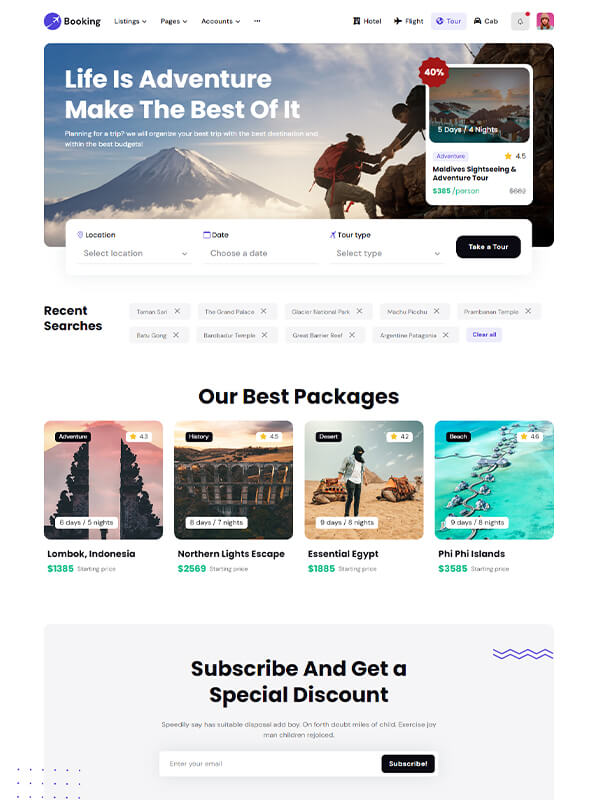 Booking
Listings
Pages
Accounts
Hotel
Flight
Tour
Cab
Life Is Adventure
Make The Best Of It
Planning for a trip? we will organize your best trip with the best destination and
within the best budgets!
40%
5 Days / 4 Nights
Adventure
4.5
Maldives Sightseeing &
Adventure Tour
$385 /person
$682
Location
Date
Tour type
Select location
Choose a date
Select type
Take a Tour
Recent
Searches
Taman Sari
The Grand Palace
Glacier National Park
Machu Picchu
Prambanan Temple
Batu Gong
Barobadur Temple
Great Barrier Reef
Argentine Patagonia
Clear all
Our Best Packages
Adventure
4.3
6 days / 5 nights
Lombok, Indonesia
$1385 Starting price
History
4.5
8 days / 7 nights
Northern Lights Escape
$2569 Starting price
Desert
4.2
9 days / 8 nights
Essential Egypt
$1885 Starting price
Beach
4.6
9 days / 8 nights
Phi Phi Islands
$3585 Starting price
Subscribe And Get a
Special Discount
Speedily say has suitable disposal add boy. On forth doubt miles of child. Exercise joy
man children rejoiced.
Enter your email
Subscribe!